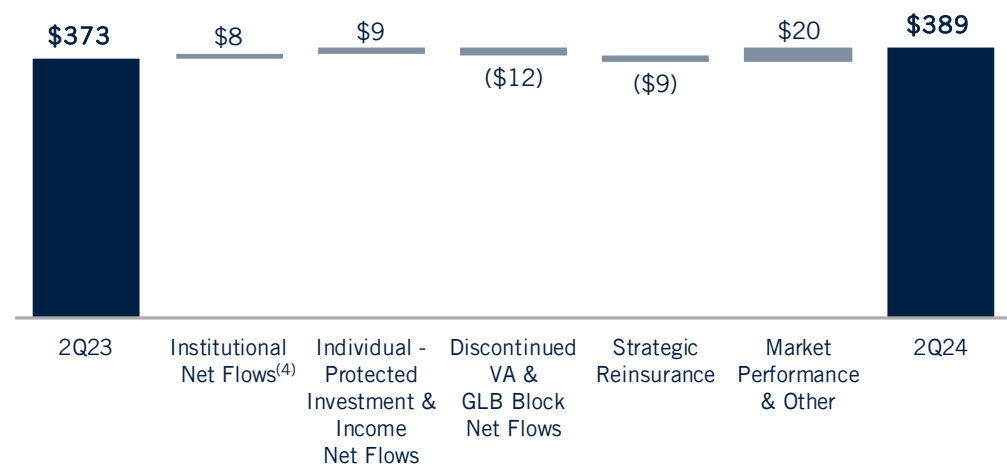 $373
$8
$9
($12)
($9)
$20
$389
2Q23
Institutional
Net Flows(4)
Individual -
Protected
Investment &
Income
Net Flows
Discontinued
VA &
GLB Block
Net Flows
Strategic
Reinsurance
Market
Performance
& Other
2Q24